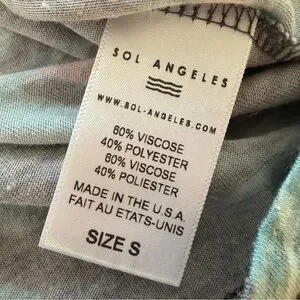 SOL ANGELES
WWW.SOL-ANGELES.COM
60% VISCOSE
40% POLYESTER
60% VISCOSE
40% POLIESTER
MADE IN THE U.S.A.
FAIT AU ETATS-UNIS
SIZE S